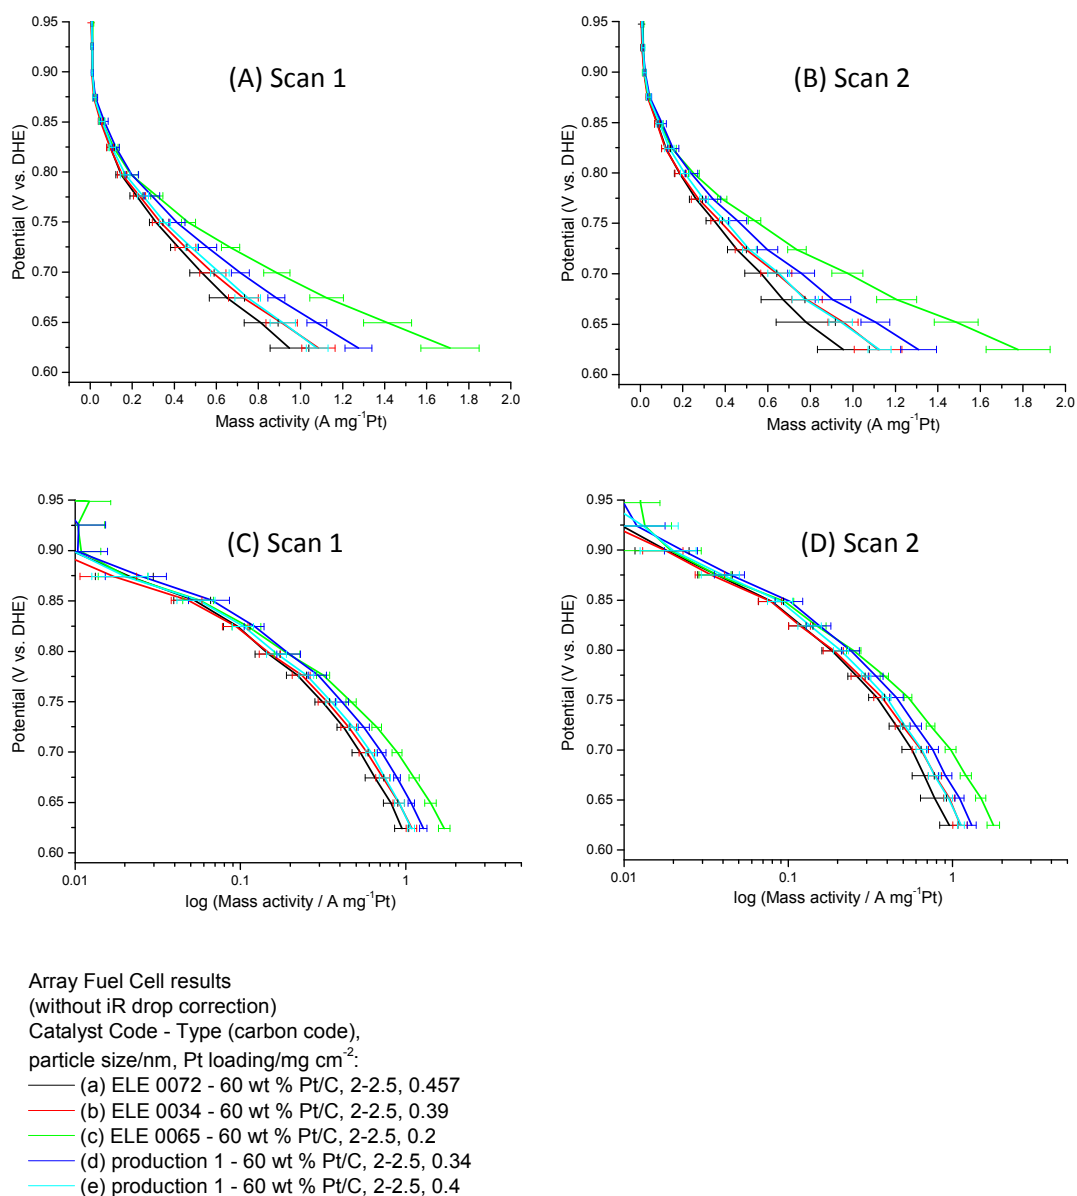 (A) Scan 1
0.95
0.90
0.85
0.80
0.75
0.70
0.65
0.60
Potential (V vs. DHE)
0.0 0.2 0.4 0.6 0.8 1.0 1.2 1.4 1.6 1.8 2.0
Mass activity (A mg⁻¹Pt)
(B) Scan 2
0.95
0.90
0.85
0.80
0.75
0.70
0.65
0.60
Potential (V vs. DHE)
0.0 0.2 0.4 0.6 0.8 1.0 1.2 1.4 1.6 1.8 2.0
Mass activity (A mg⁻¹Pt)
(C) Scan 1
0.95
0.90
0.85
0.80
0.75
0.70
0.65
0.60
Potential (V vs. DHE)
0.01 0.1 1
log (Mass activity / A mg⁻¹Pt)
(D) Scan 2
0.95
0.90
0.85
0.80
0.75
0.70
0.65
0.60
Potential (V vs. DHE)
0.01 0.1 1
log (Mass activity / A mg⁻¹Pt)
Array Fuel Cell results
(without iR drop correction)
Catalyst Code - Type (carbon code),
particle size/nm, Pt loading/mg cm⁻²:
(a) ELE 0072 - 60 wt % Pt/C, 2-2.5, 0.457
(b) ELE 0034 - 60 wt % Pt/C, 2-2.5, 0.39
(c) ELE 0065 - 60 wt % Pt/C, 2-2.5, 0.2
(d) production 1 - 60 wt % Pt/C, 2-2.5, 0.34
(e) production 1 - 60 wt % Pt/C, 2-2.5, 0.4